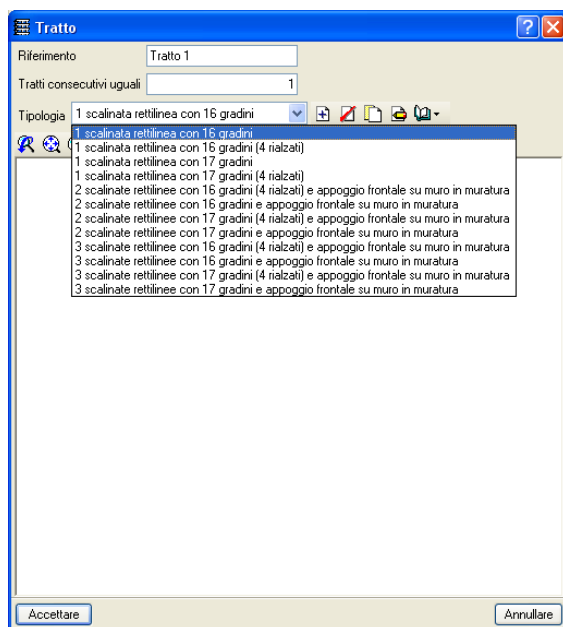 Tratto
Riferimento Tratto 1
Tratti consecutivi uguali 1
Tipologia 1 scalinata rettilinea con 16 gradini
1 scalinata rettilinea con 16 gradini
1 scalinata rettilinea con 16 gradini (4 rialzati)
1 scalinata rettilinea con 17 gradini
1 scalinata rettilinea con 17 gradini (4 rialzati)
2 scalinate rettilinee con 16 gradini (4 rialzati) e appoggio frontale su muro in muratura
2 scalinate rettilinee con 16 gradini e appoggio frontale su muro in muratura
2 scalinate rettilinee con 17 gradini (4 rialzati) e appoggio frontale su muro in muratura
2 scalinate rettilinee con 17 gradini e appoggio frontale su muro in muratura
3 scalinate rettilinee con 16 gradini (4 rialzati) e appoggio frontale su muro in muratura
3 scalinate rettilinee con 16 gradini e appoggio frontale su muro in muratura
3 scalinate rettilinee con 17 gradini (4 rialzati) e appoggio frontale su muro in muratura
3 scalinate rettilinee con 17 gradini e appoggio frontale su muro in muratura
Accettare Annullare